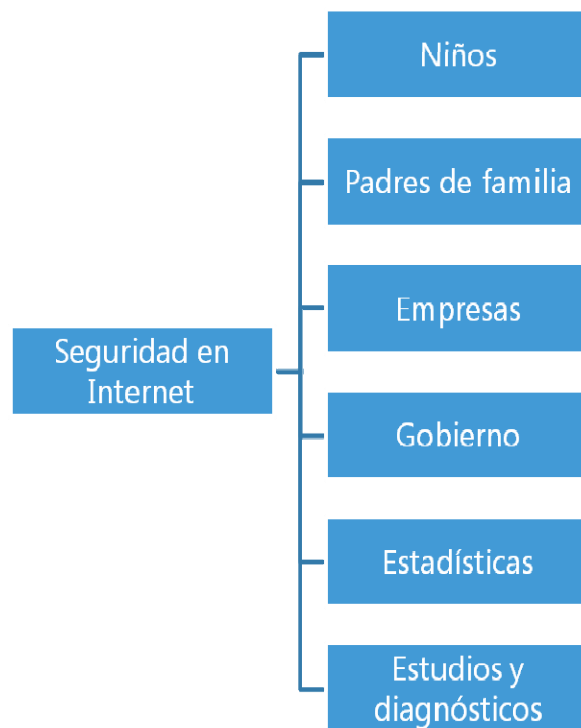 Niños
Padres de familia
Empresas
Seguridad en
Internet
Gobierno
Estadísticas
Estudios y
diagnósticos